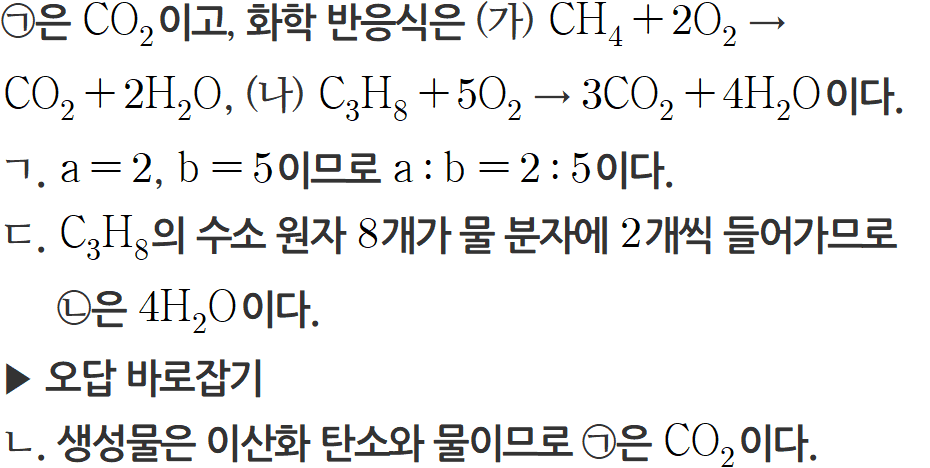 ㉠은 CO₂이고, 화학 반응식은 (가) CH₄+2O₂ →
CO₂+2H₂O, (나) C₃H₈+5O₂ → 3CO₂+4H₂O이다.
ㄱ. a=2, b=5이므로 a:b=2:5이다.
ㄷ. C₃H₈의 수소 원자 8개가 물 분자에 2개씩 들어가므로
㉡은 4H₂O이다.
▶ 오답 바로잡기
ㄴ. 생성물은 이산화 탄소와 물이므로 ㉠은 CO₂이다.